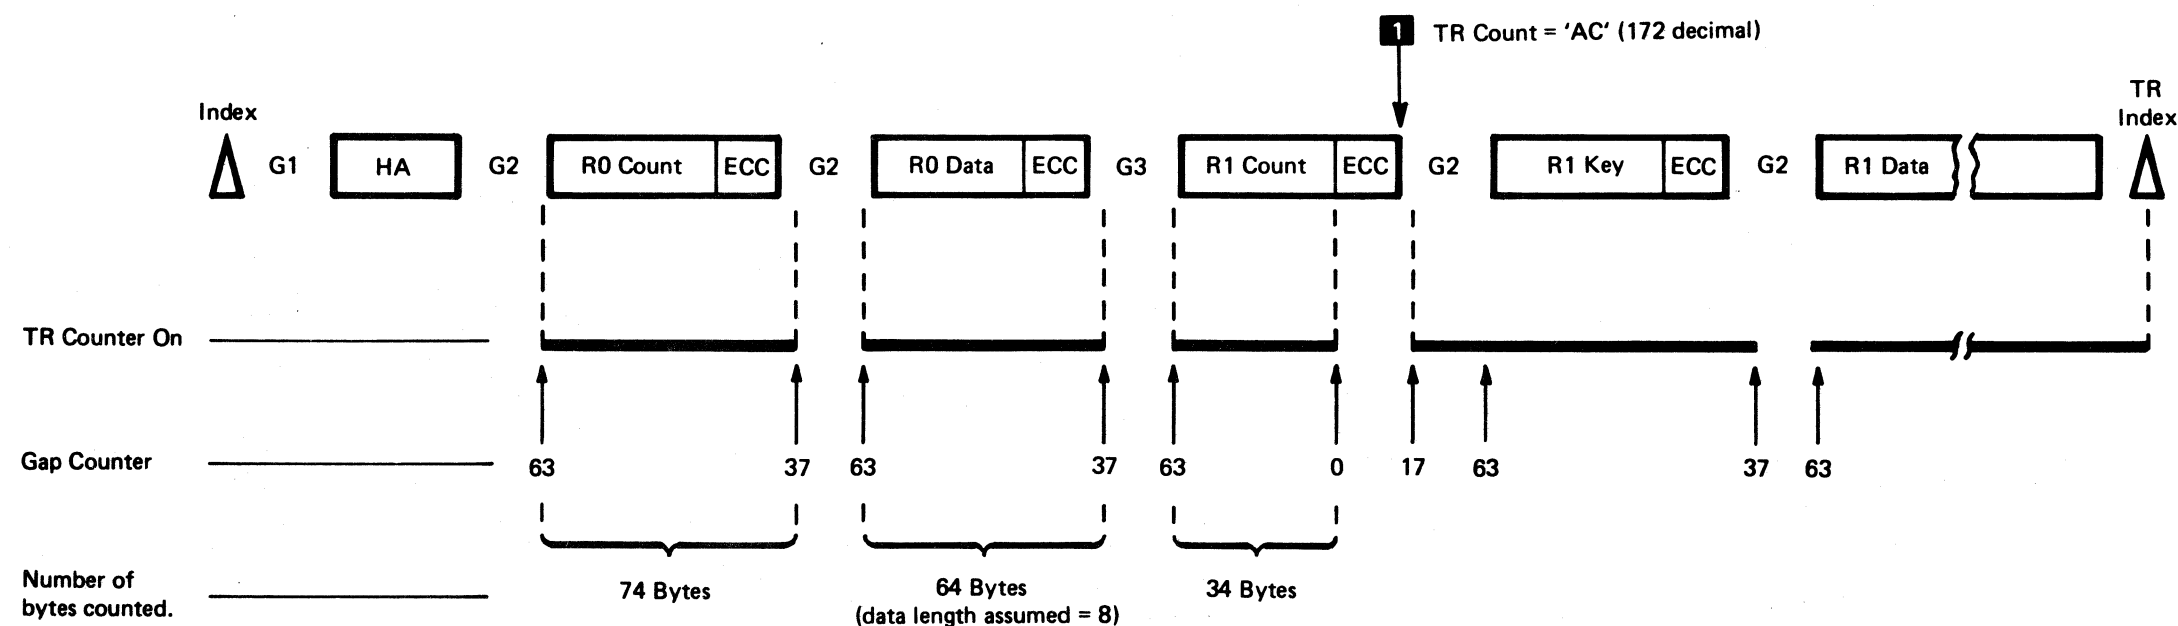 1 TR Count = 'AC' (172 decimal)
Index
TR
Index
G1 HA G2 R0 Count ECC G2 R0 Data ECC G3 R1 Count ECC G2 R1 Key ECC G2 R1 Data
TR Counter On
Gap Counter 63 37 63 37 63 0 17 63 37 63
Number of
bytes counted.
74 Bytes
64 Bytes
(data length assumed = 8)
34 Bytes